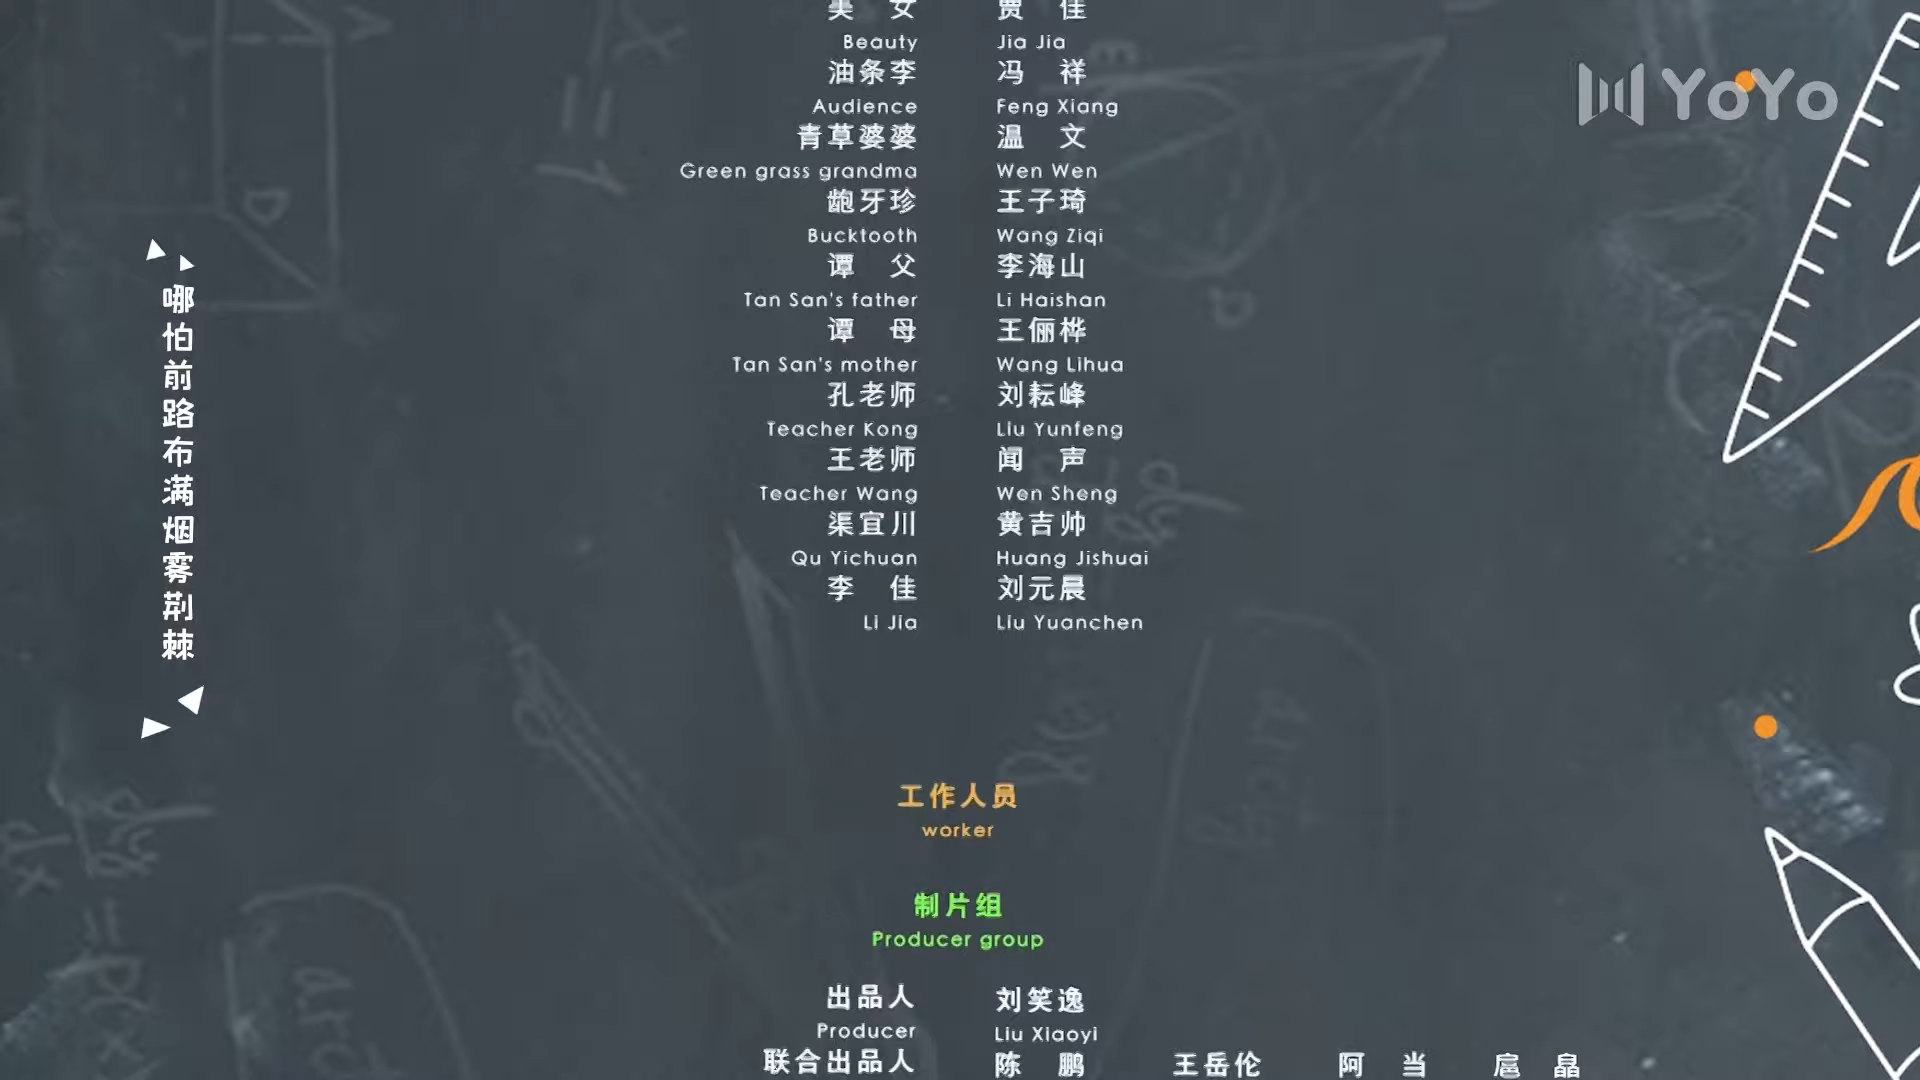 美 女 贾 佳
Beauty Jia Jia
油条李 冯 祥
Audience Feng Xiang
青草婆婆 温 文
Green grass grandma Wen Wen
龅牙珍 王子琦
Bucktooth Wang Ziqi
谭 父 李海山
Tan San's father Li Haishan
谭 母 王俪桦
Tan San's mother Wang Lihua
孔老师 刘耘峰
Teacher Kong Liu Yunfeng
王老师 闻 声
Teacher Wang Wen Sheng
渠宜川 黄吉帅
Qu Yichuan Huang Jishuai
李 佳 刘元晨
Li Jia Liu Yuanchen
工作人员
worker
制片组
Producer group
出品人 刘笑逸
Producer Liu Xiaoyi
联合出品人 陈 鹏 王岳伦 阿 当 扈 皛
哪怕前路布满烟雾荆棘
YoYo